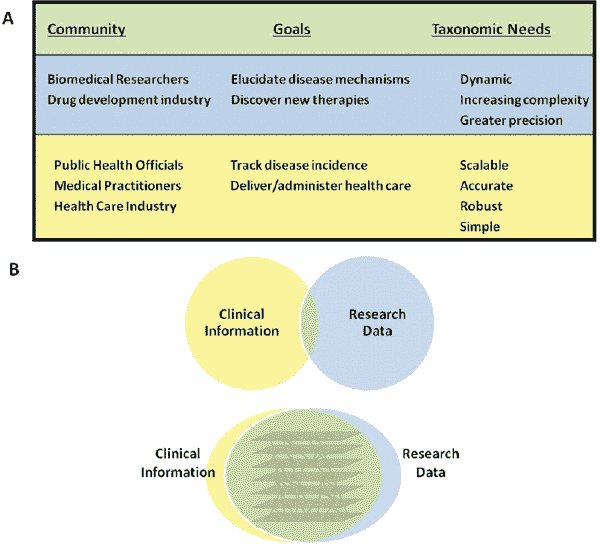 A
Community Goals Taxonomic Needs
Biomedical Researchers Elucidate disease mechanisms Dynamic
Drug development industry Discover new therapies Increasing complexity
Greater precision
Public Health Officials Track disease incidence Scalable
Medical Practitioners Deliver/administer health care Accurate
Health Care Industry Robust
Simple
B
Clinical Research
Information Data
Clinical Research
Information Data